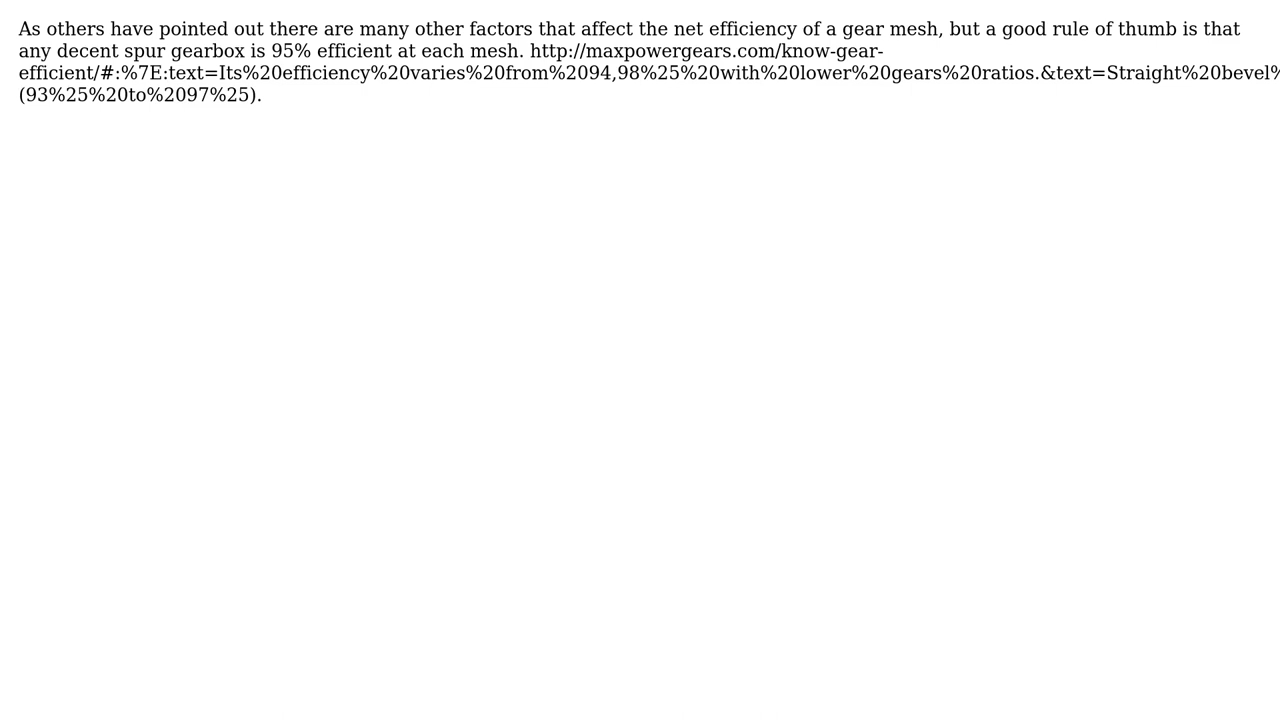 As others have pointed out there are many other factors that affect the net efficiency of a gear mesh, but a good rule of thumb is that
any decent spur gearbox is 95% efficient at each mesh. http://maxpowergears.com/know-gear-
efficient/#:%7E:text=Its%20efficiency%20varies%20from%2094,98%25%20with%20lower%20gears%20ratios.&text=Straight%20bevel%
(93%25%20to%2097%25).